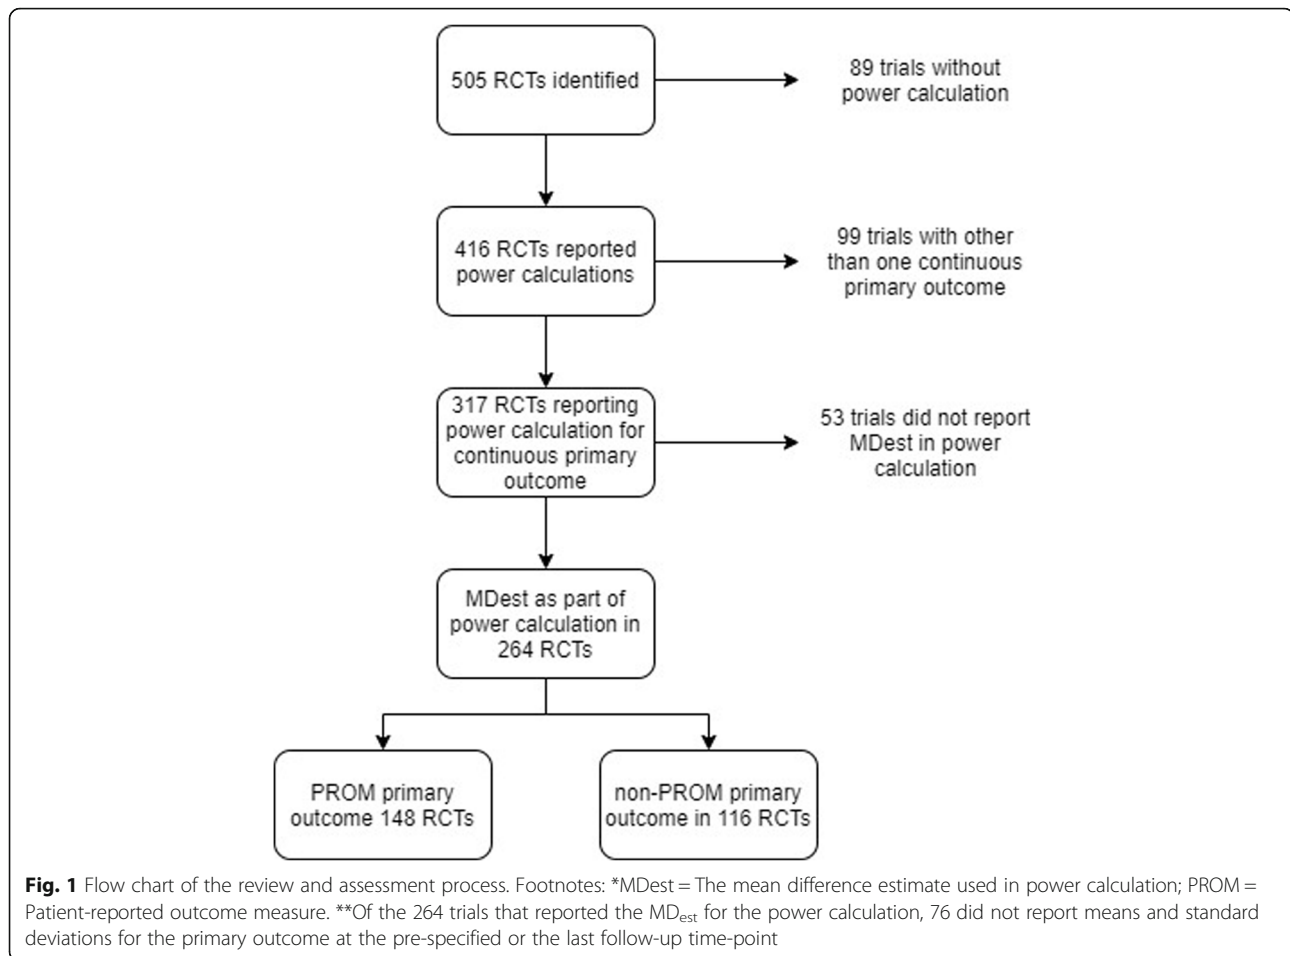 505 RCTs identified
89 trials without
power calculation
416 RCTs reported
power calculations
99 trials with other
than one continuous
primary outcome
317 RCTs reporting
power calculation for
continuous primary
outcome
53 trials did not report
MDest in power
calculation
MDest as part of
power calculation in
264 RCTs
PROM primary
outcome 148 RCTs
non-PROM primary
outcome in 116 RCTs
Fig. 1 Flow chart of the review and assessment process. Footnotes: *MDest = The mean difference estimate used in power calculation; PROM =
Patient-reported outcome measure. **Of the 264 trials that reported the MDest for the power calculation, 76 did not report means and standard
deviations for the primary outcome at the pre-specified or the last follow-up time-point